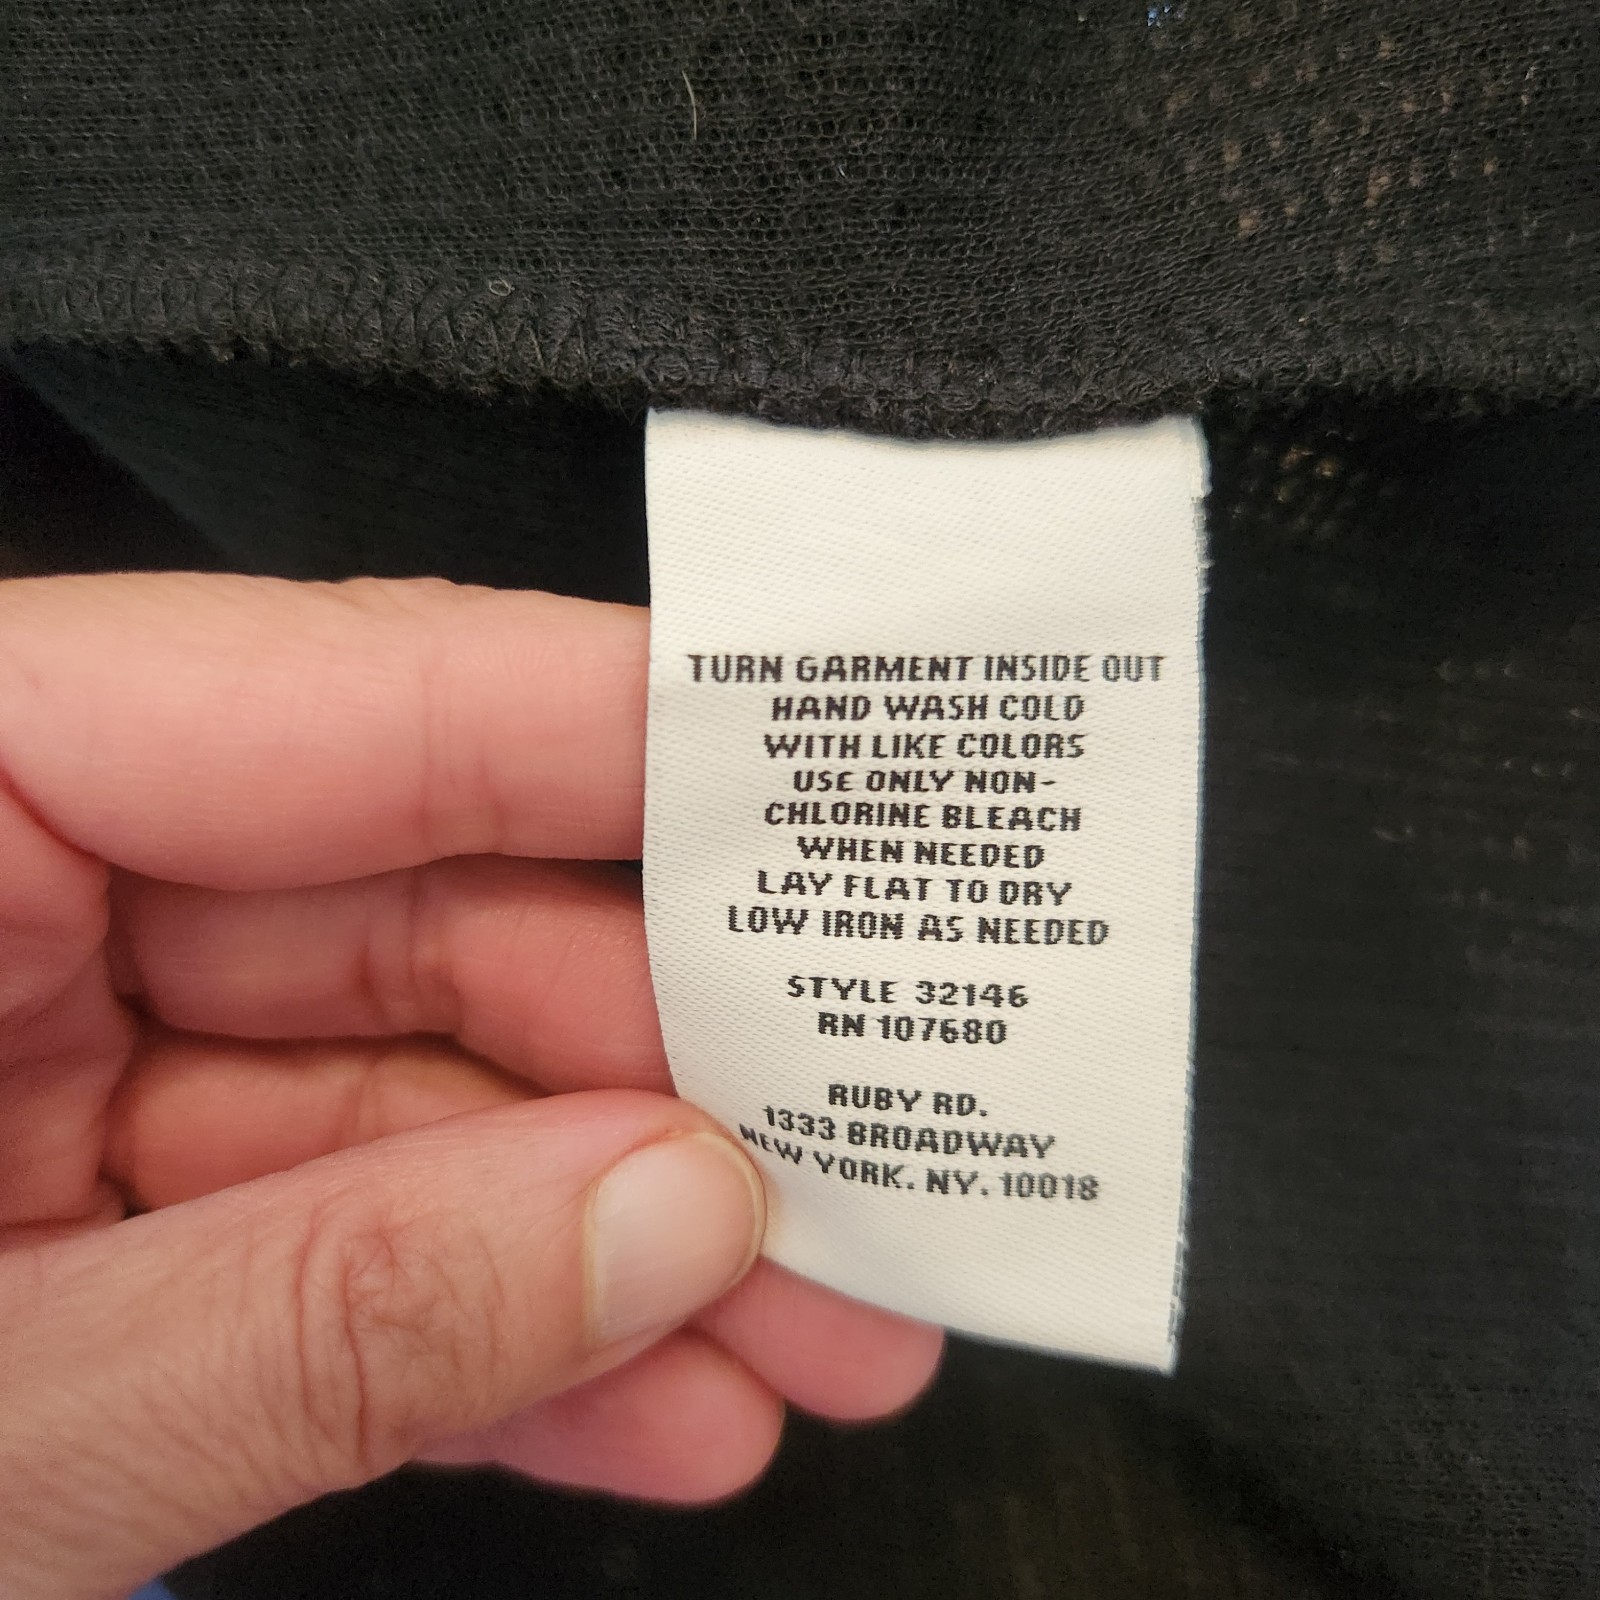 TURN GARMENT INSIDE OUT
HAND WASH COLD
WITH LIKE COLORS
USE ONLY NON-
CHLORINE BLEACH
WHEN NEEDED
LAY FLAT TO DRY
LOW IRON AS NEEDED
STYLE 32146
RN 107680
RUBY RD.
1333 BROADWAY
NEW YORK. NY. 10018